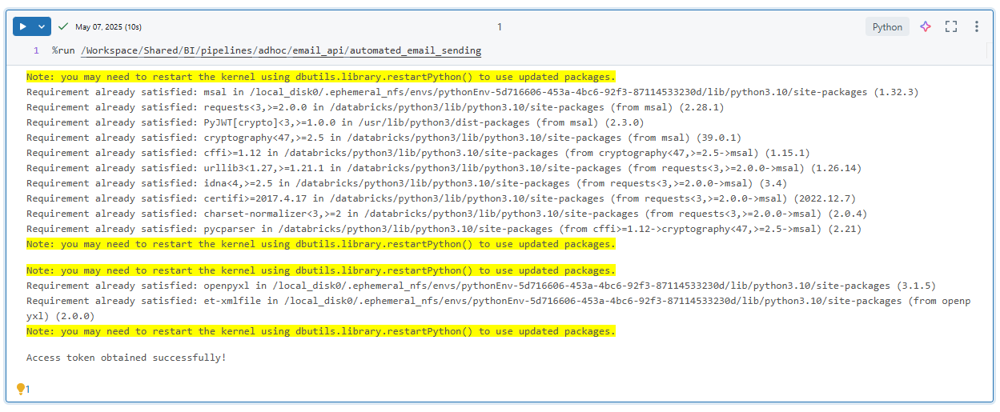 May 07, 2025 (10s)
1
Python
1 %run /Workspace/Shared/BI/pipelines/adhoc/email_api/automated_email_sending
Note: you may need to restart the kernel using dbutils.library.restartPython() to use updated packages.
Requirement already satisfied: msal in /local_disk0/.ephemeral_nfs/envs/pythonEnv-5d716606-453a-4bc6-92f3-87114533230d/lib/python3.10/site-packages (1.32.3)
Requirement already satisfied: requests<3,>=2.0.0 in /databricks/python3/lib/python3.10/site-packages (from msal) (2.28.1)
Requirement already satisfied: PyJWT[crypto]<3,>=1.0.0 in /usr/lib/python3/dist-packages (from msal) (2.3.0)
Requirement already satisfied: cryptography<47,>=2.5 in /databricks/python3/lib/python3.10/site-packages (from msal) (39.0.1)
Requirement already satisfied: cffi>=1.12 in /databricks/python3/lib/python3.10/site-packages (from cryptography<47,>=2.5->msal) (1.15.1)
Requirement already satisfied: urllib3<1.27,>=1.21.1 in /databricks/python3/lib/python3.10/site-packages (from requests<3,>=2.0.0->msal) (1.26.14)
Requirement already satisfied: idna<4,>=2.5 in /databricks/python3/lib/python3.10/site-packages (from requests<3,>=2.0.0->msal) (3.4)
Requirement already satisfied: certifi>=2017.4.17 in /databricks/python3/lib/python3.10/site-packages (from requests<3,>=2.0.0->msal) (2022.12.7)
Requirement already satisfied: charset-normalizer<3,>=2 in /databricks/python3/lib/python3.10/site-packages (from requests<3,>=2.0.0->msal) (2.0.4)
Requirement already satisfied: pycparser in /databricks/python3/lib/python3.10/site-packages (from cffi>=1.12->cryptography<47,>=2.5->msal) (2.21)
Note: you may need to restart the kernel using dbutils.library.restartPython() to use updated packages.
Note: you may need to restart the kernel using dbutils.library.restartPython() to use updated packages.
Requirement already satisfied: openpyxl in /local_disk0/.ephemeral_nfs/envs/pythonEnv-5d716606-453a-4bc6-92f3-87114533230d/lib/python3.10/site-packages (3.1.5)
Requirement already satisfied: et-xmlfile in /local_disk0/.ephemeral_nfs/envs/pythonEnv-5d716606-453a-4bc6-92f3-87114533230d/lib/python3.10/site-packages (from openp
yxl) (2.0.0)
Note: you may need to restart the kernel using dbutils.library.restartPython() to use updated packages.
Access token obtained successfully!
1